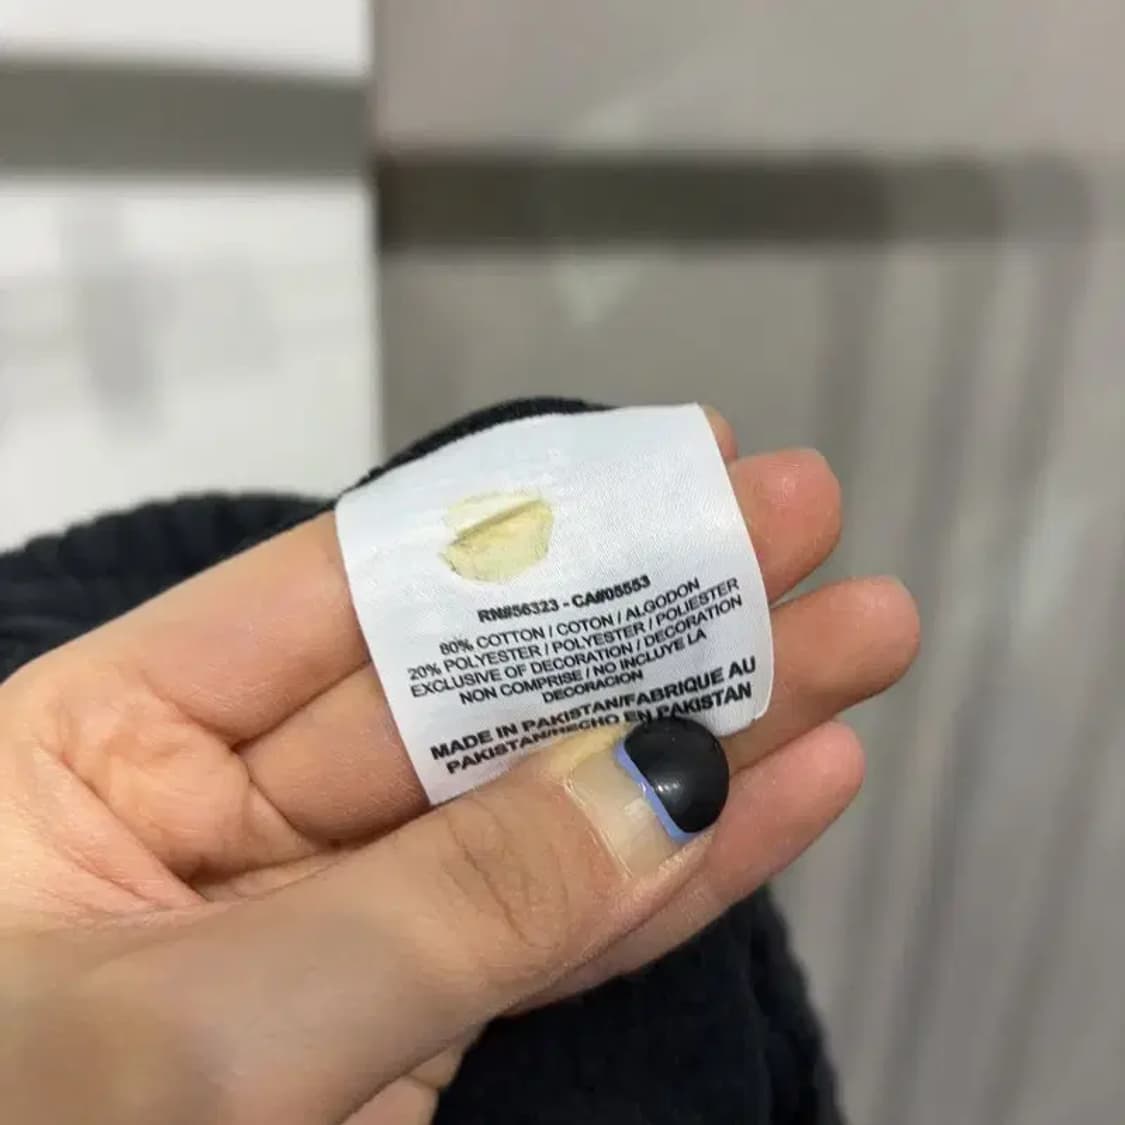 RN#56323 - CA#05553
80% COTTON / COTON / ALGODON
20% POLYESTER / POLYESTER / POLIESTER
EXCLUSIVE OF DECORATION / DECORATION
NON COMPRISE / NO INCLUYE LA
DECORACION
MADE IN PAKISTAN/FABRIQUE AU
PAKISTAN/HECHO EN PAKISTAN